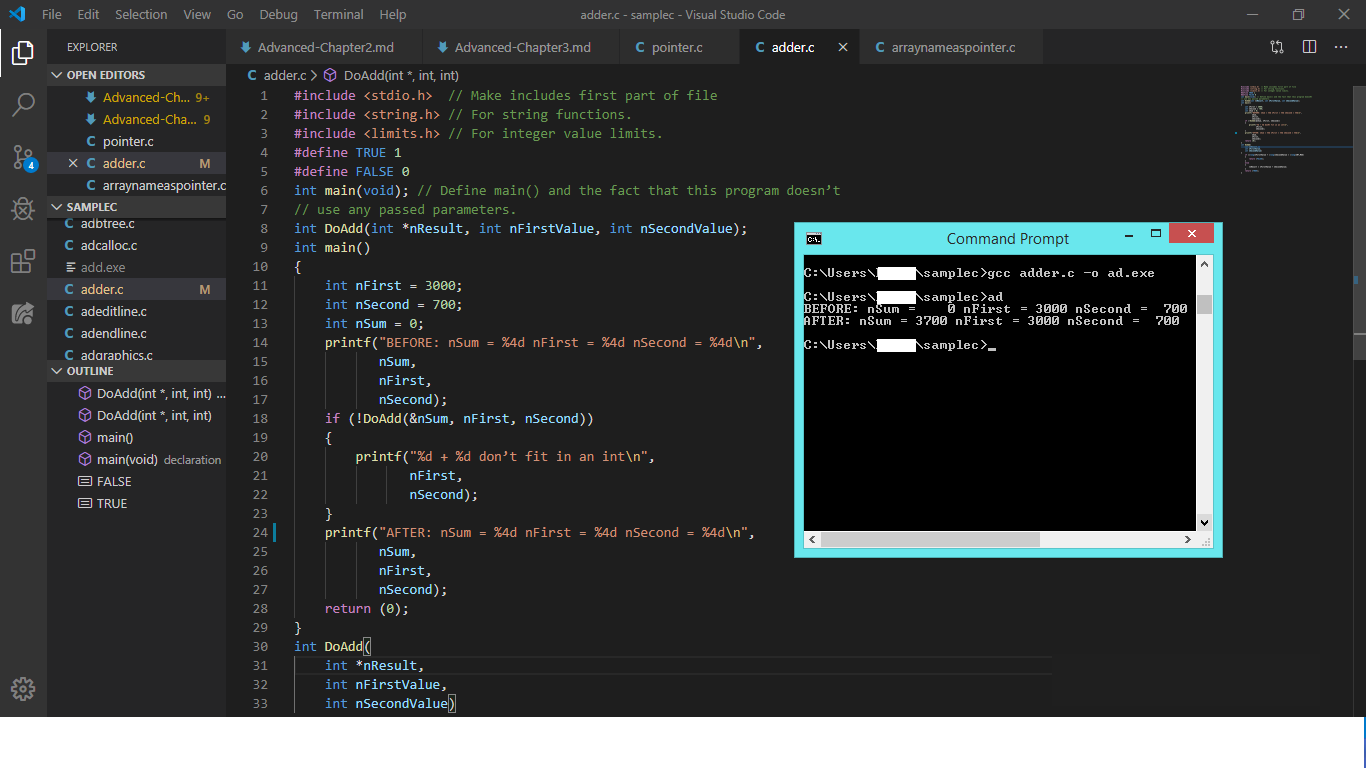 File Edit Selection View Go Debug Terminal Help
adder.c - samplec - Visual Studio Code
EXPLORER
OPEN EDITORS
Advanced-Ch... 9+
Advanced-Cha... 9
pointer.c
adder.c M
arraynameaspointer.c
SAMPLEC
adbtree.c
adcalloc.c
add.exe
adder.c M
adeditline.c
adendline.c
adgraphics.c
OUTLINE
DoAdd(int *, int, int) ...
DoAdd(int *, int, int)
main()
main(void) declaration
FALSE
TRUE
4
Advanced-Chapter2.md Advanced-Chapter3.md C pointer.c C adder.c C arraynameaspointer.c
C adder.c > DoAdd(int *, int, int)
1 #include <stdio.h> // Make includes first part of file
2 #include <string.h> // For string functions.
3 #include <limits.h> // For integer value limits.
4 #define TRUE 1
5 #define FALSE 0
6 int main(void); // Define main() and the fact that this program doesn’t
7 // use any passed parameters.
8 int DoAdd(int *nResult, int nFirstValue, int nSecondValue);
9 int main()
10 {
11 int nFirst = 3000;
12 int nSecond = 700;
13 int nSum = 0;
14 printf("BEFORE: nSum = %4d nFirst = %4d nSecond = %4d\n",
15 nSum,
16 nFirst,
17 nSecond);
18 if (!DoAdd(&nSum, nFirst, nSecond))
19 {
20 printf("%d + %d don’t fit in an int\n",
21 nFirst,
22 nSecond);
23 }
24 printf("AFTER: nSum = %4d nFirst = %4d nSecond = %4d\n",
25 nSum,
26 nFirst,
27 nSecond);
28 return (0);
29 }
30 int DoAdd(
31 int *nResult,
32 int nFirstValue,
33 int nSecondValue)
Command Prompt
C:\Users\ \samplec>gcc adder.c -o ad.exe
C:\Users\ \samplec>ad
BEFORE: nSum =    0 nFirst = 3000 nSecond =  700
AFTER: nSum = 3700 nFirst = 3000 nSecond =  700
C:\Users\ \samplec>_